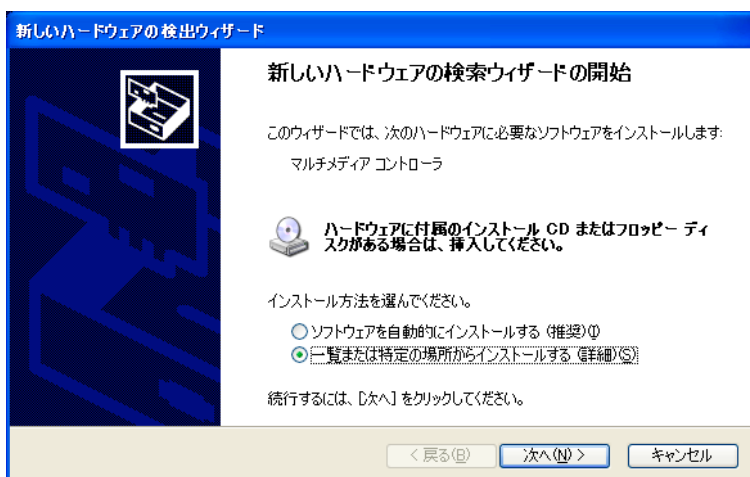 新しいハードウェアの検出ウィザード
新しいハードウェアの検索ウィザードの開始
このウィザードでは、次のハードウェアに必要なソフトウェアをインストールします:
マルチメディア コントローラ
ハードウェアに付属のインストール CD またはフロッピー ディ
スクがある場合は、挿入してください。
インストール方法を選んでください。
ソフトウェアを自動的にインストールする (推奨)(I)
一覧または特定の場所からインストールする (詳細)(S)
続行するには、[次へ] をクリックしてください。
< 戻る(B) 次へ(N) > キャンセル